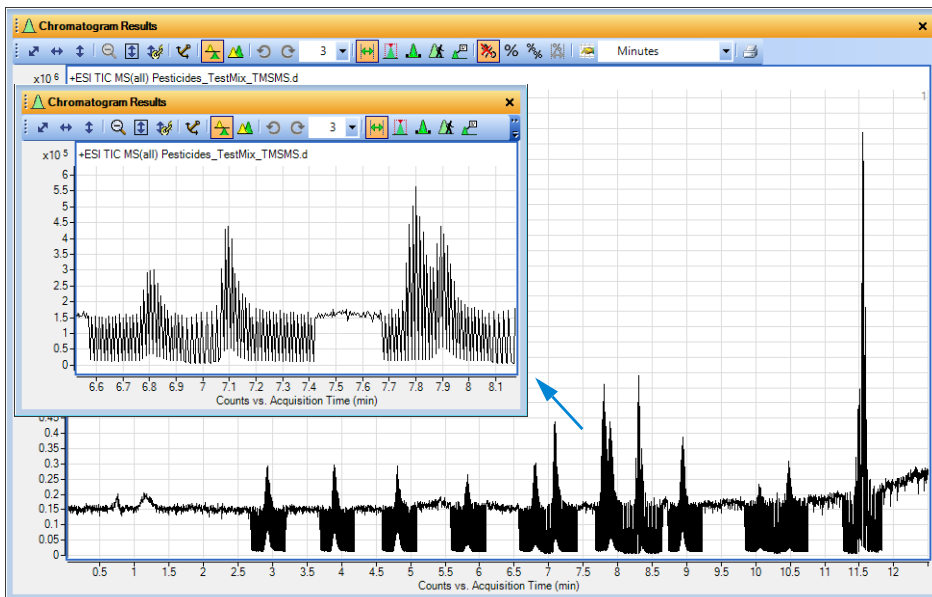 Chromatogram Results
3 Minutes
x10 6 +ESI TIC MS(all) Pesticides_TestMix_TMSMS.d
1
Chromatogram Results
3
x10 5 +ESI TIC MS(all) Pesticides_TestMix_TMSMS.d
6
5.5
5
4.5
4
3.5
3
2.5
2
1.5
1
0.5
0
6.6 6.7 6.8 6.9 7 7.1 7.2 7.3 7.4 7.5 7.6 7.7 7.8 7.9 8 8.1
Counts vs. Acquisition Time (min)
0.45
0.4
0.35
0.3
0.25
0.2
0.15
0.1
0.05
0
0.5 1 1.5 2 2.5 3 3.5 4 4.5 5 5.5 6 6.5 7 7.5 8 8.5 9 9.5 10 10.5 11 11.5 12
Counts vs. Acquisition Time (min)